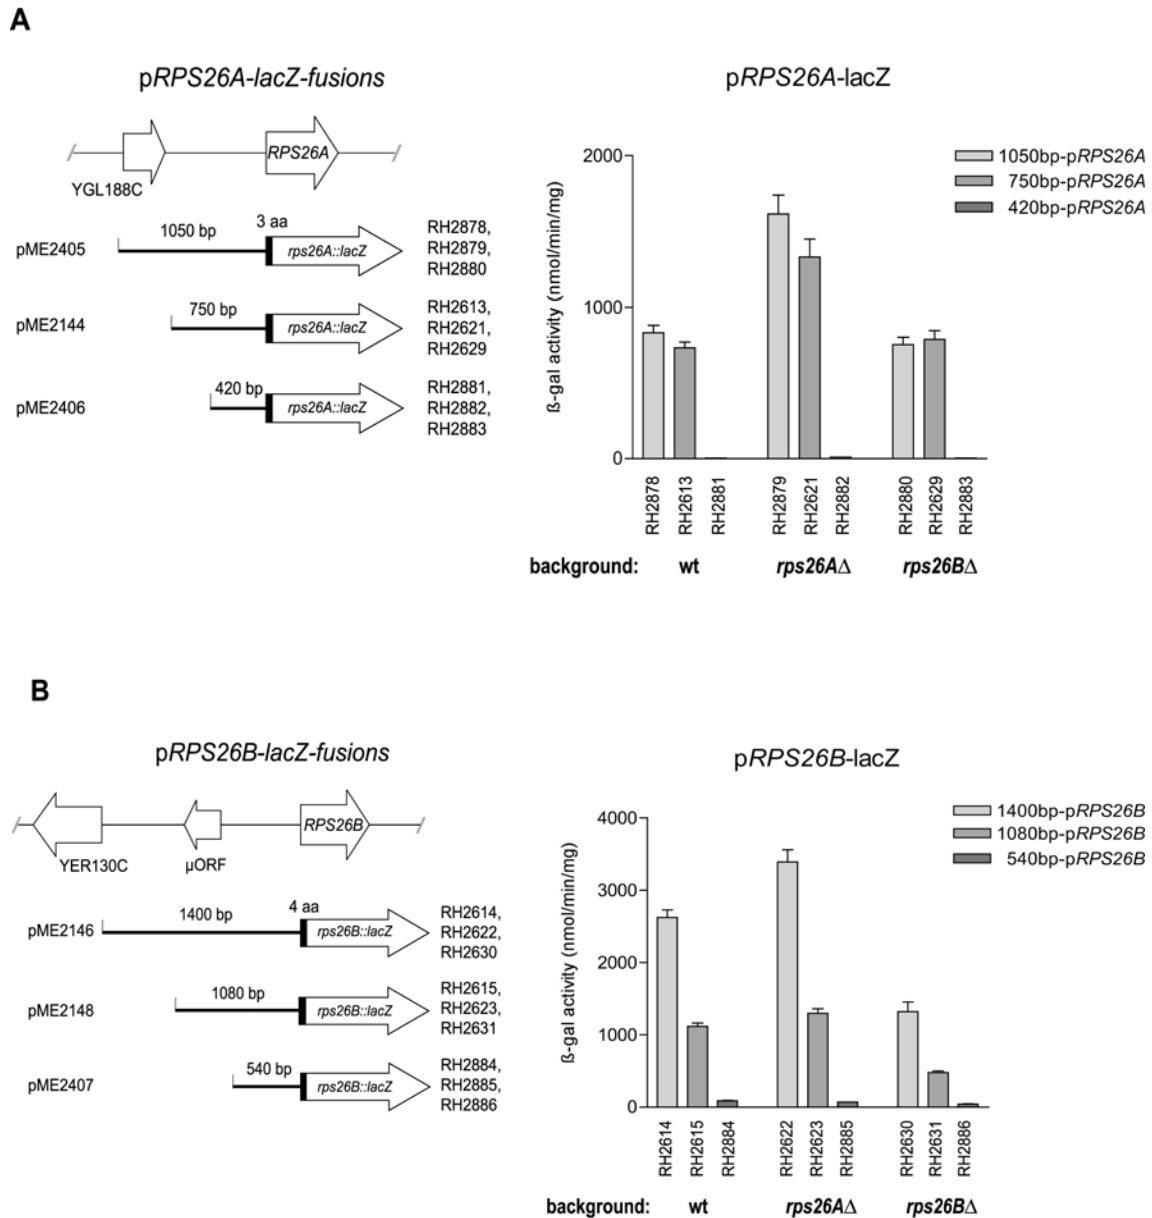 A
pRPS26A-lacZ-fusions
RPS26A
YGL188C
pME2405
1050 bp
3 aa
rps26A::lacZ
RH2878,
RH2879,
RH2880
pME2144
750 bp
rps26A::lacZ
RH2613,
RH2621,
RH2629
pME2406
420 bp
rps26A::lacZ
RH2881,
RH2882,
RH2883
pRPS26A-lacZ
1050bp-pRPS26A
750bp-pRPS26A
420bp-pRPS26A
ß-gal activity (nmol/min/mg)
2000
1000
0
RH2878
RH2613
RH2881
RH2879
RH2621
RH2882
RH2880
RH2629
RH2883
background: wt rps26AΔ rps26BΔ
B
pRPS26B-lacZ-fusions
RPS26B
YER130C
µORF
pME2146
1400 bp
4 aa
rps26B::lacZ
RH2614,
RH2622,
RH2630
pME2148
1080 bp
rps26B::lacZ
RH2615,
RH2623,
RH2631
pME2407
540 bp
rps26B::lacZ
RH2884,
RH2885,
RH2886
pRPS26B-lacZ
1400bp-pRPS26B
1080bp-pRPS26B
540bp-pRPS26B
ß-gal activity (nmol/min/mg)
4000
3000
2000
1000
0
RH2614
RH2615
RH2884
RH2622
RH2623
RH2885
RH2630
RH2631
RH2886
background: wt rps26AΔ rps26BΔ